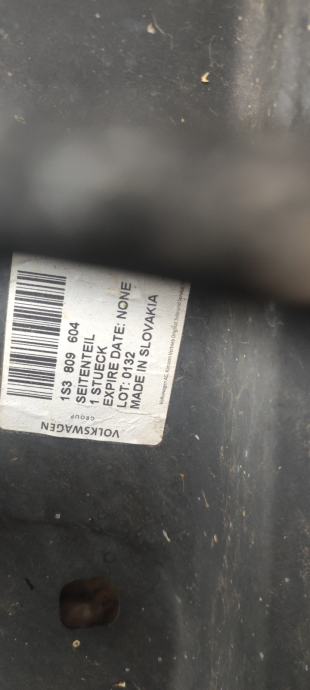 1S3 809 604
SEITENTEIL
1 STUECK
EXPIRE DATE: NONE
LOT: 0132
MADE IN SLOVAKIA
VOLKSWAGEN
GROUP